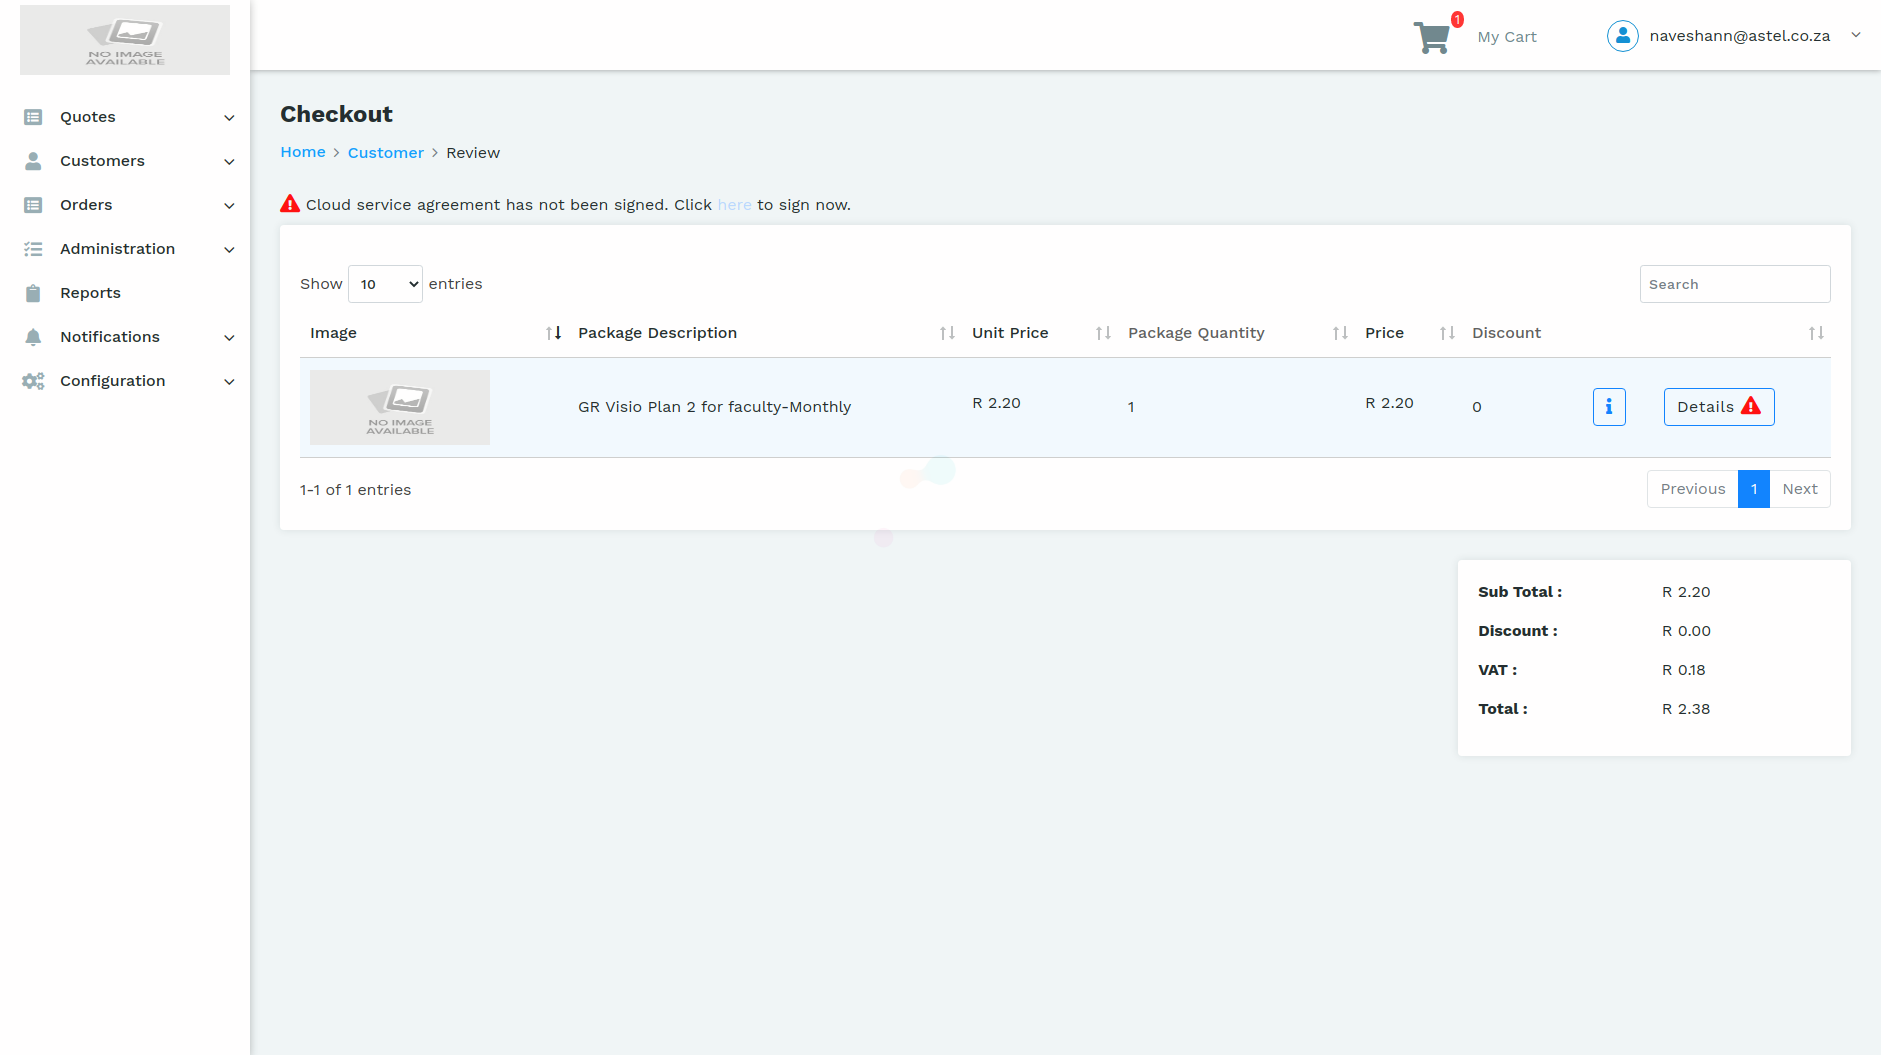 NO IMAGE
AVAILABLE
1
My Cart
naveshann@astel.co.za
Quotes
Customers
Orders
Administration
Reports
Notifications
Configuration
Checkout
Home > Customer > Review
Cloud service agreement has not been signed. Click here to sign now.
Show 10 entries
Search
Image Package Description Unit Price Package Quantity Price Discount
NO IMAGE
AVAILABLE
GR Visio Plan 2 for faculty-Monthly R 2.20 1 R 2.20 0 i Details
1-1 of 1 entries
Previous 1 Next
Sub Total : R 2.20
Discount : R 0.00
VAT : R 0.18
Total : R 2.38